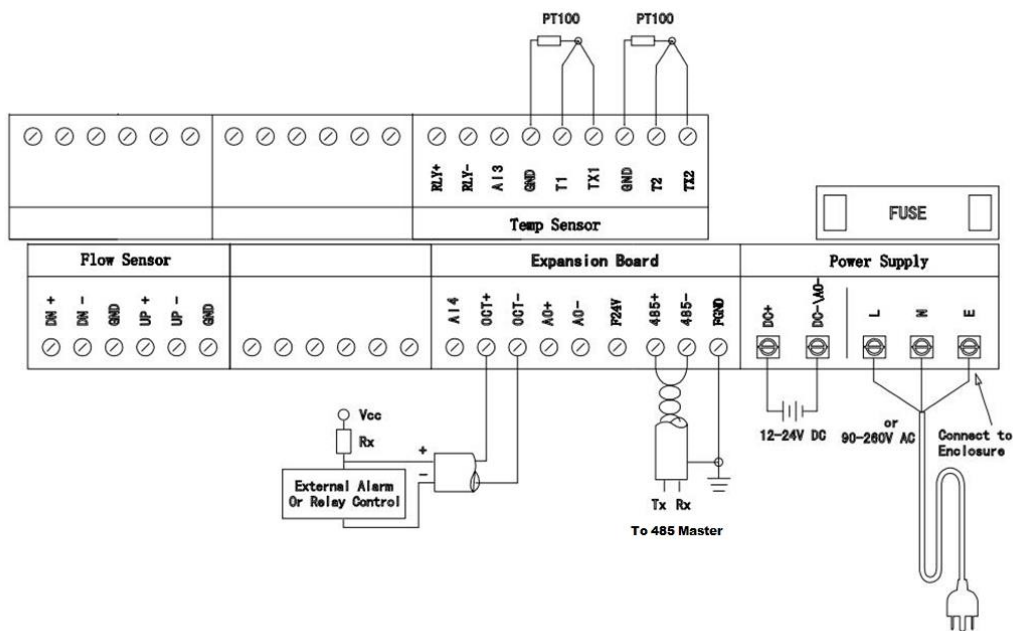 PT100
PT100
RLY+
RLY-
AI3
GND
T1
TX1
GND
T2
TX2
Temp Sensor
FUSE
Flow Sensor
Expansion Board
Power Supply
DN +
DN -
GND
UP +
UP -
GND
AI4
OCT+
OCT-
AO+
AO-
P24V
485+
485-
PGND
DC+
DC-\AO-
L
N
E
Vcc
Rx
+
-
External Alarm
Or Relay Control
Tx Rx
To 485 Master
12-24V DC
or
90-260V AC
Connect to
Enclosure